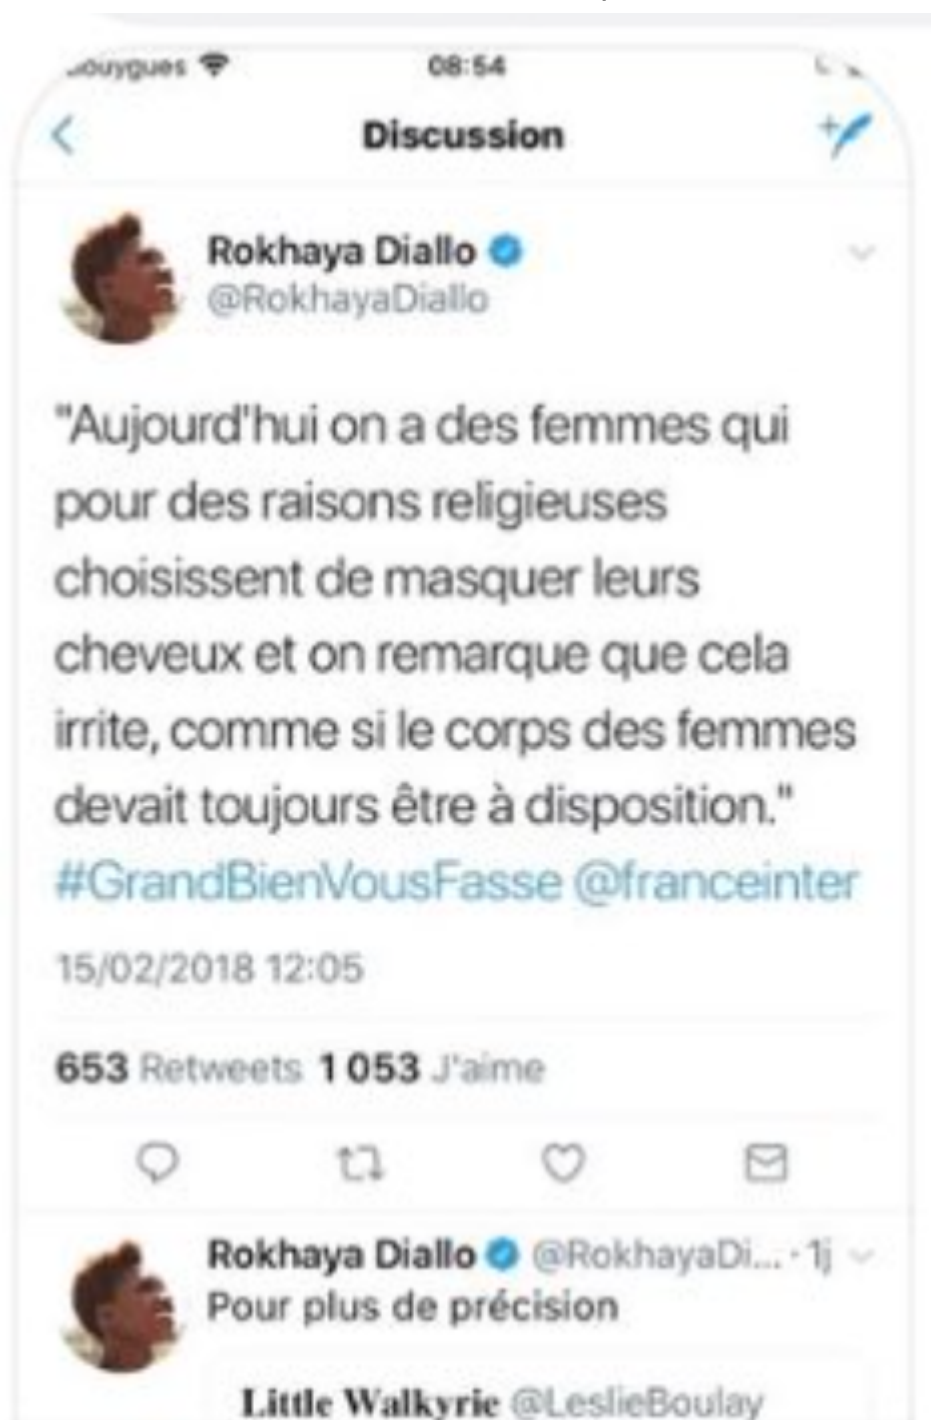 08:54
Discussion
Rokhaya Diallo
@RokhayaDiallo
"Aujourd'hui on a des femmes qui
pour des raisons religieuses
choisissent de masquer leurs
cheveux et on remarque que cela
irrite, comme si le corps des femmes
devait toujours être à disposition."
#GrandBienVousFasse @franceinter
15/02/2018 12:05
653 Retweets 1 053 J'aime
Rokhaya Diallo @RokhayaDi... · 1j
Pour plus de précision
Little Walkyrie @LeslieBoulay